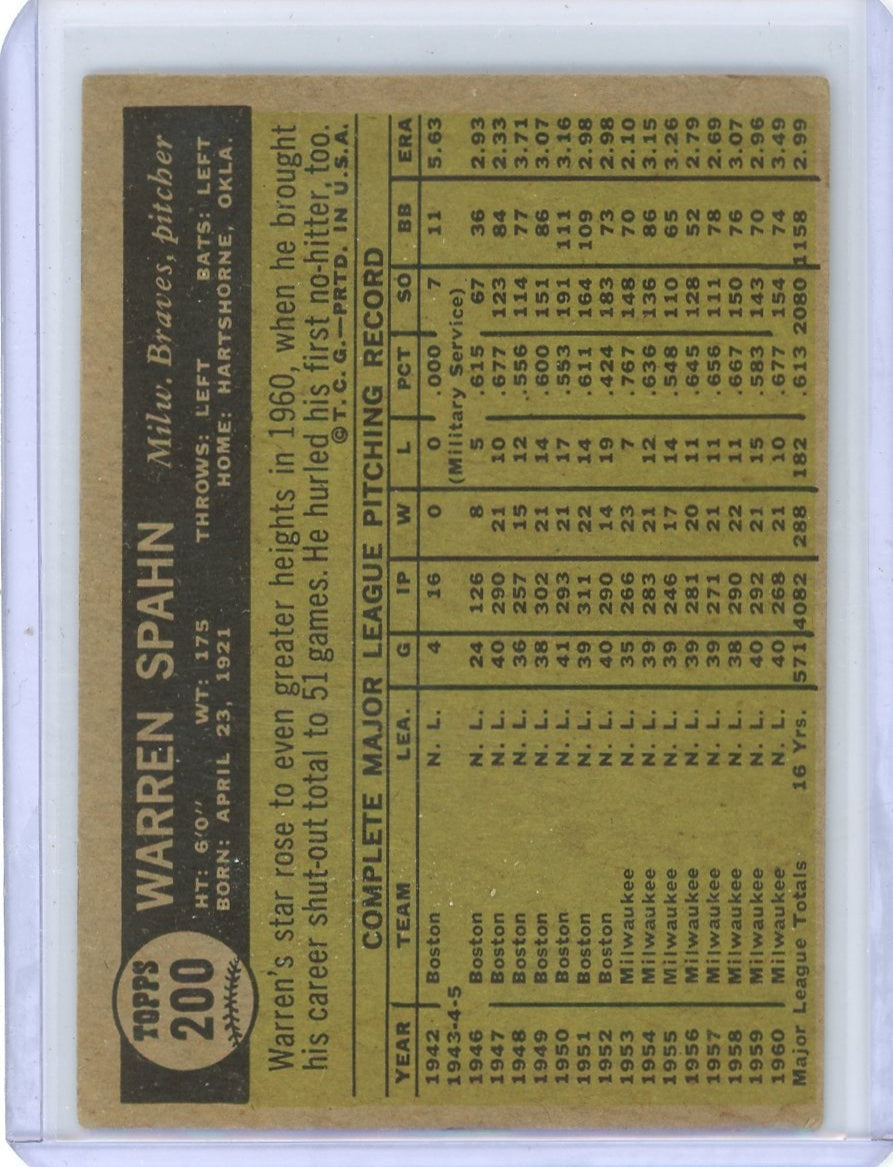 TOPPS
200
WARREN SPAHN Milw. Braves, pitcher
HT: 6'0" WT: 175 THROWS: LEFT BATS: LEFT
BORN: APRIL 23, 1921 HOME: HARTSHORNE, OKLA.
Warren's star rose to even greater heights in 1960, when he brought
his career shut-out total to 51 games. He hurled his first no-hitter, too.
© T. C. G.—PRTD. IN U.S.A.
COMPLETE MAJOR LEAGUE PITCHING RECORD
YEAR TEAM LEA. G IP W L PCT SO BB ERA
1942 Boston N. L. 4 16 0 0 .000 7 11 5.63
1943-4-5 (Military Service)
1946 Boston N. L. 24 126 8 5 .615 67 36 2.93
1947 Boston N. L. 40 290 21 10 .677 123 84 2.33
1948 Boston N. L. 36 257 15 12 .556 114 77 3.71
1949 Boston N. L. 38 302 21 14 .600 151 86 3.07
1950 Boston N. L. 41 293 21 17 .553 191 111 3.16
1951 Boston N. L. 39 311 22 14 .611 164 109 2.98
1952 Boston N. L. 40 290 14 19 .424 183 73 2.98
1953 Milwaukee N. L. 35 266 23 7 .767 148 70 2.10
1954 Milwaukee N. L. 39 283 21 12 .636 136 86 3.15
1955 Milwaukee N. L. 39 246 17 14 .548 110 65 3.26
1956 Milwaukee N. L. 39 281 20 11 .645 128 52 2.79
1957 Milwaukee N. L. 39 271 21 11 .656 111 78 2.69
1958 Milwaukee N. L. 38 290 22 11 .667 150 76 3.07
1959 Milwaukee N. L. 40 292 21 15 .583 143 70 2.96
1960 Milwaukee N. L. 40 268 21 10 .677 154 74 3.49
Major League Totals 16 Yrs. 571 4082 288 182 .613 2080 1158 2.99